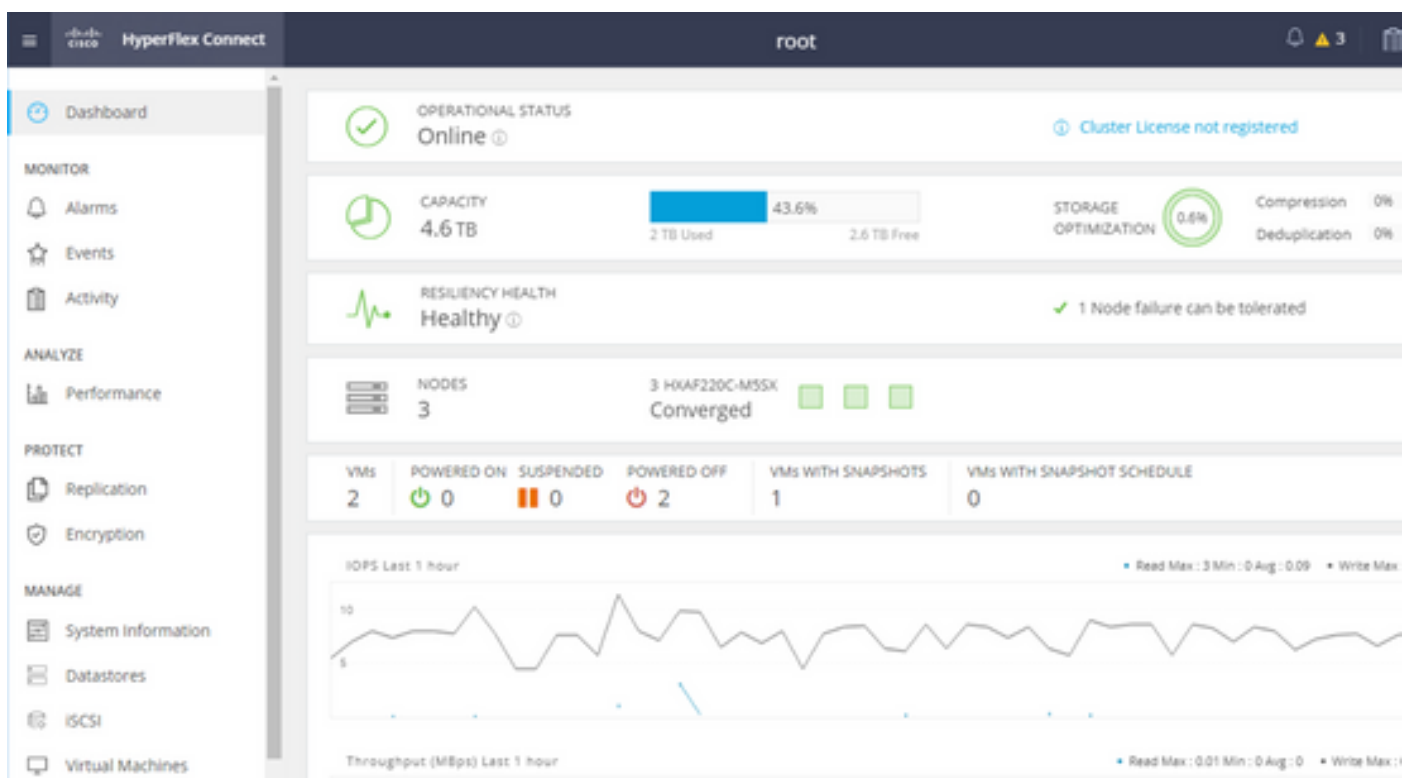 CISCO HyperFlex Connect
root
3
Dashboard
MONITOR
Alarms
Events
Activity
ANALYZE
Performance
PROTECT
Replication
Encryption
MANAGE
System Information
Datastores
iSCSI
Virtual Machines
OPERATIONAL STATUS
Online
Cluster License not registered
CAPACITY
4.6 TB
43.6%
2 TB Used
2.6 TB Free
STORAGE
OPTIMIZATION
0.6%
Compression 0%
Deduplication 0%
RESILIENCY HEALTH
Healthy
1 Node failure can be tolerated
NODES
3
3 HXAF220C-M5SX
Converged
VMs
2
POWERED ON
0
SUSPENDED
0
POWERED OFF
2
VMs WITH SNAPSHOTS
1
VMs WITH SNAPSHOT SCHEDULE
0
IOPS Last 1 hour
Read Max : 3 Min : 0 Avg : 0.09
Write Max
10
5
Throughput (MBps) Last 1 hour
Read Max : 0.01 Min : 0 Avg : 0
Write Max :